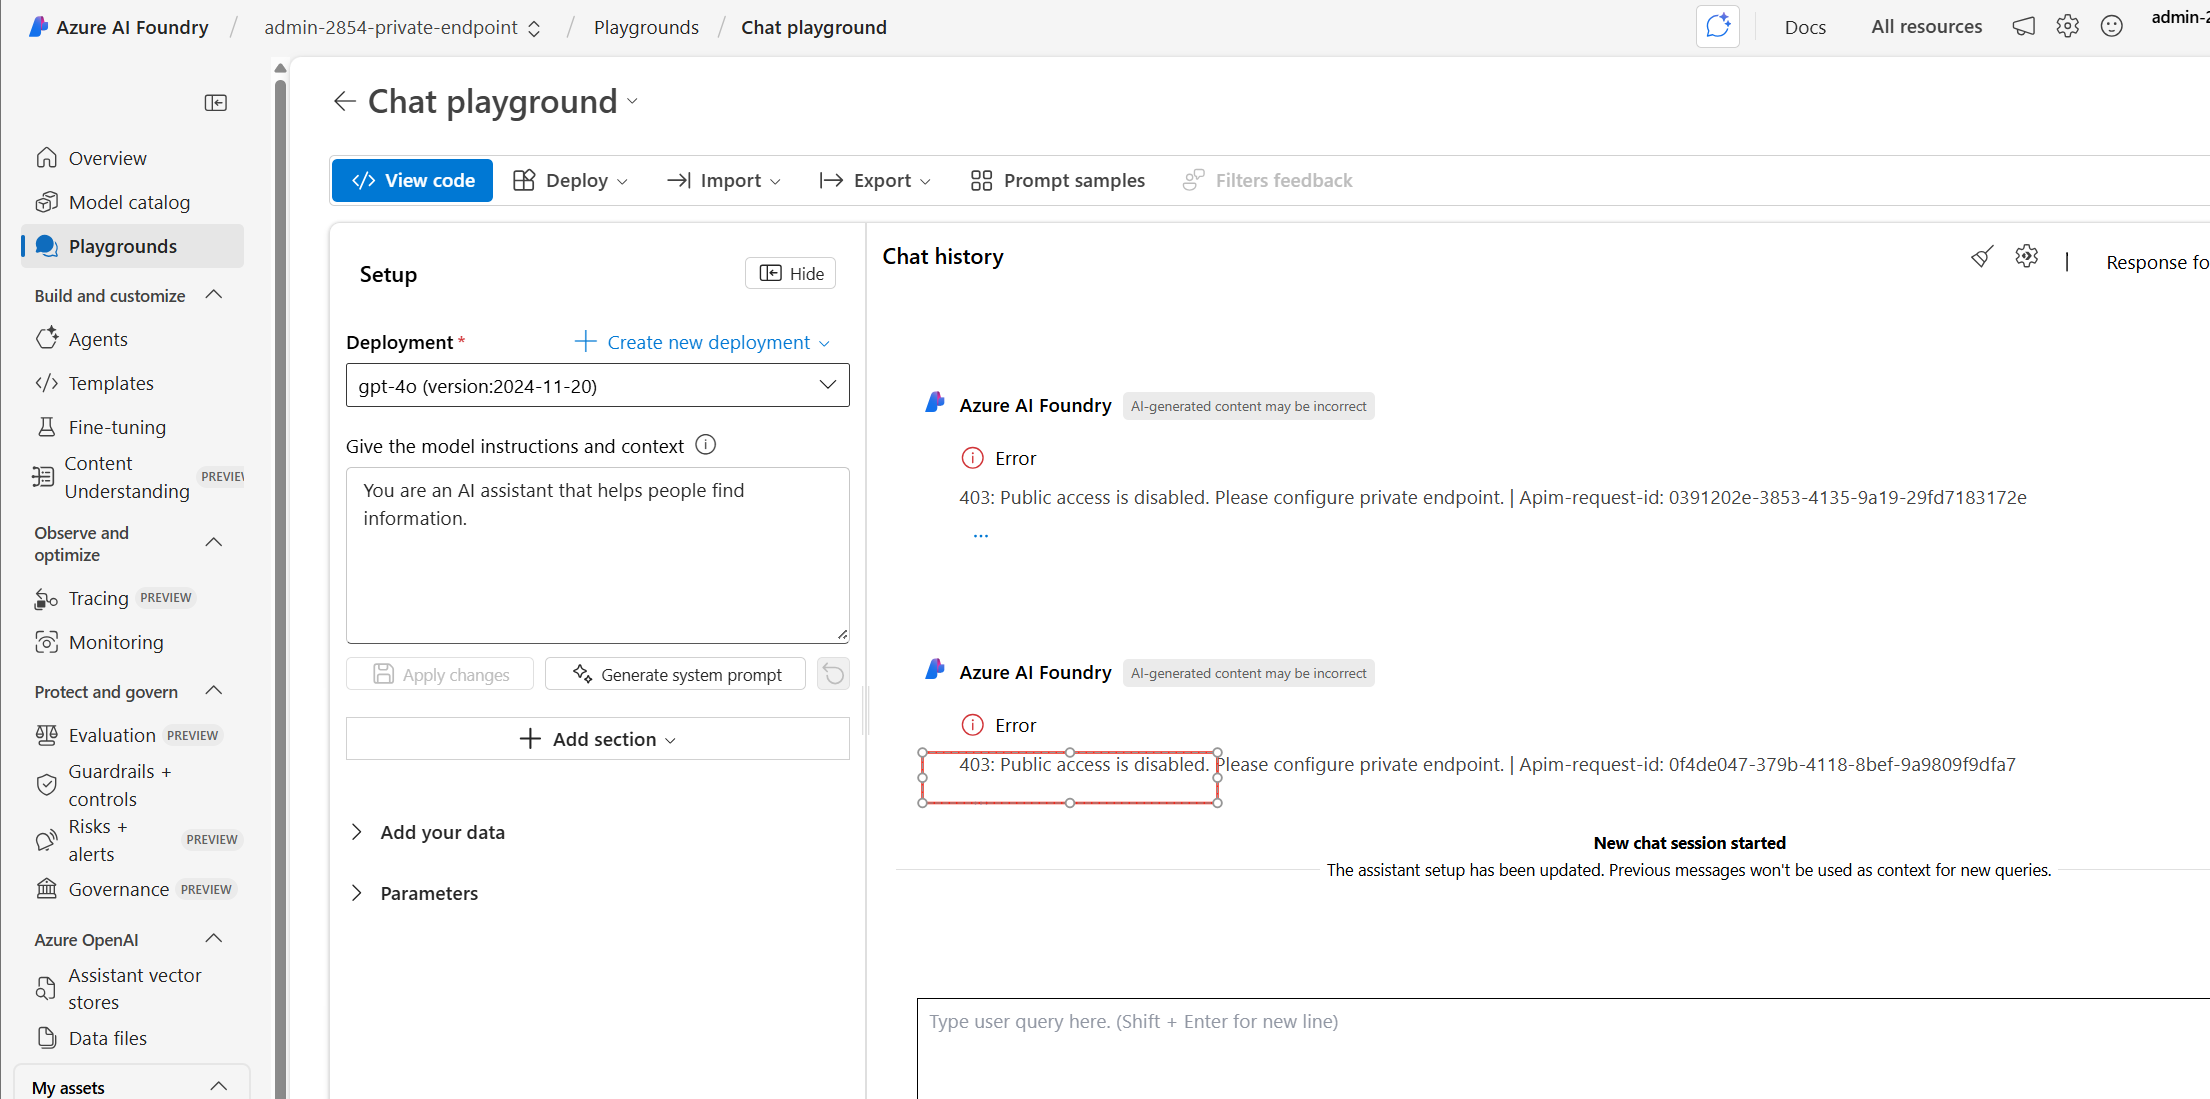 Azure AI Foundry / admin-2854-private-endpoint / Playgrounds / Chat playground
Docs All resources admin-2
Chat playground
Overview
Model catalog
Playgrounds
Build and customize
Agents
Templates
Fine-tuning
Content
Understanding
Observe and
optimize
Tracing PREVIEW
Monitoring
Protect and govern
Evaluation PREVIEW
Guardrails +
controls
Risks +
alerts PREVIEW
Governance PREVIEW
Azure OpenAI
Assistant vector
stores
Data files
My assets
View code Deploy Import Export Prompt samples Filters feedback
Setup Hide
Deployment * Create new deployment
gpt-4o (version:2024-11-20)
Give the model instructions and context
You are an AI assistant that helps people find
information.
Apply changes Generate system prompt
Add section
Add your data
Parameters
Chat history
Response fo
Azure AI Foundry AI-generated content may be incorrect
Error
403: Public access is disabled. Please configure private endpoint. | Apim-request-id: 0391202e-3853-4135-9a19-29fd7183172e
...
Azure AI Foundry AI-generated content may be incorrect
Error
403: Public access is disabled. Please configure private endpoint. | Apim-request-id: 0f4de047-379b-4118-8bef-9a9809f9dfa7
New chat session started
The assistant setup has been updated. Previous messages won't be used as context for new queries.
Type user query here. (Shift + Enter for new line)